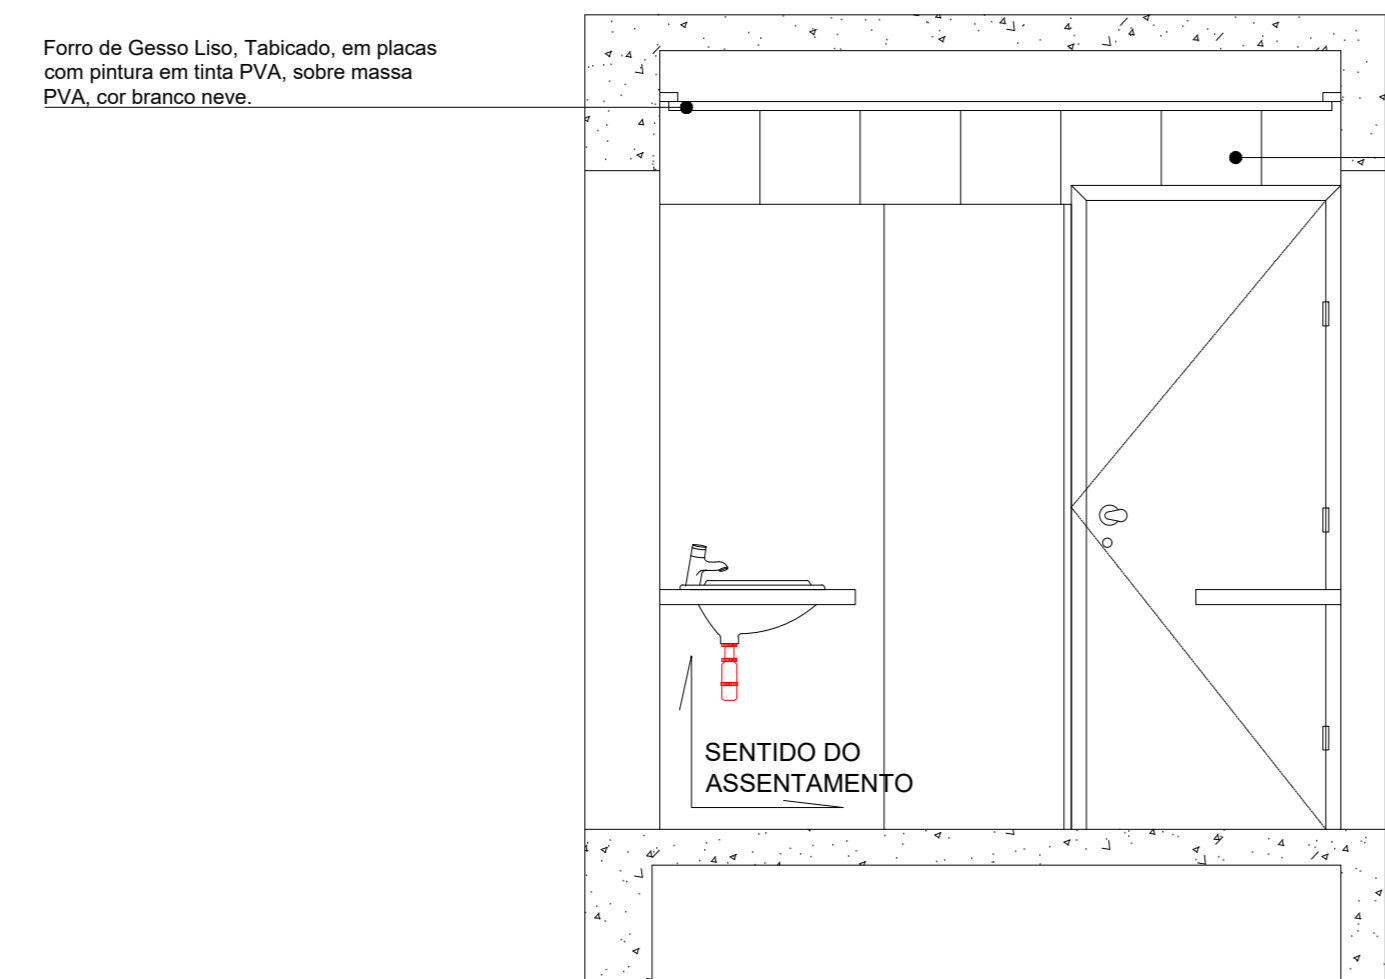 Forro de Gesso Liso, Tabicado, em placas
com pintura em tinta PVA, sobre massa
PVA, cor branco neve.
SENTIDO DO
ASSENTAMENTO